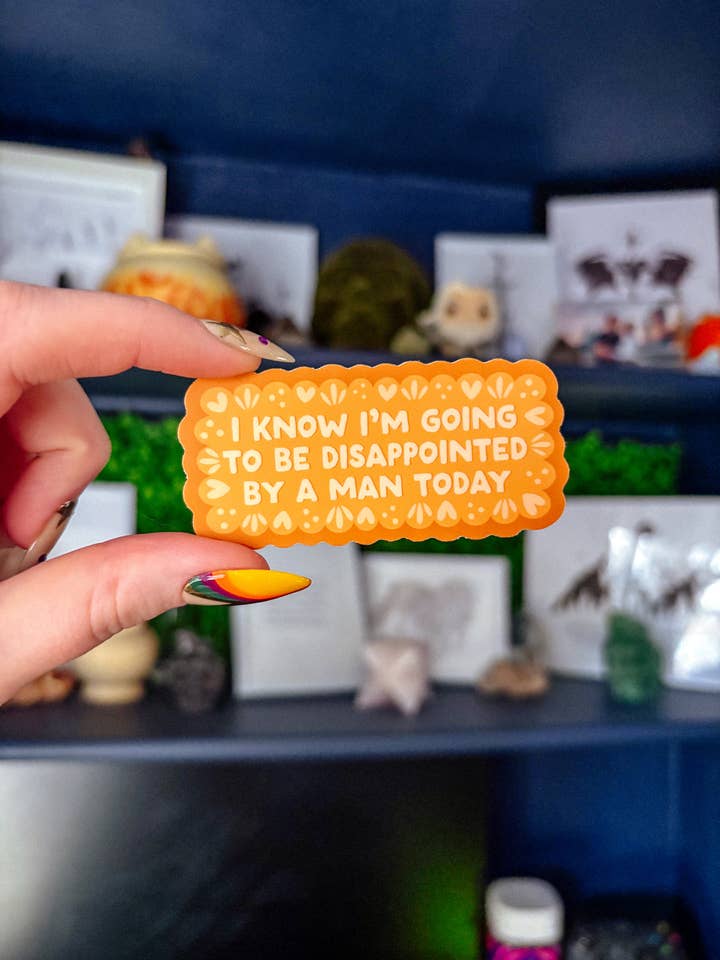 I KNOW I'M GOING
TO BE DISAPPOINTED
BY A MAN TODAY